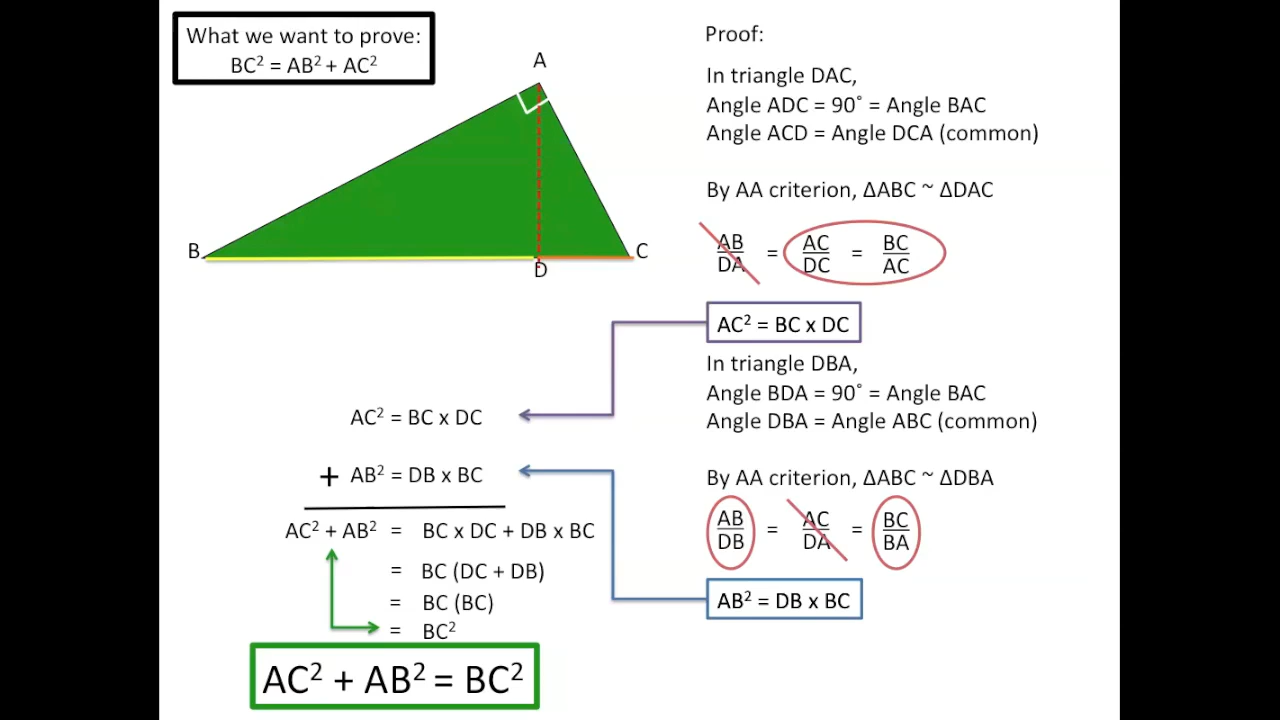 What we want to prove:
BC² = AB² + AC²
A
B
C
D
Proof:
In triangle DAC,
Angle ADC = 90˚ = Angle BAC
Angle ACD = Angle DCA (common)
By AA criterion, ΔABC ~ ΔDAC
AB/DA = AC/DC = BC/AC
AC² = BC x DC
In triangle DBA,
Angle BDA = 90˚ = Angle BAC
Angle DBA = Angle ABC (common)
By AA criterion, ΔABC ~ ΔDBA
AB/DB = AC/DA = BC/BA
AB² = DB x BC
AC² = BC x DC
+ AB² = DB x BC
AC² + AB² = BC x DC + DB x BC
= BC (DC + DB)
= BC (BC)
= BC²
AC² + AB² = BC²